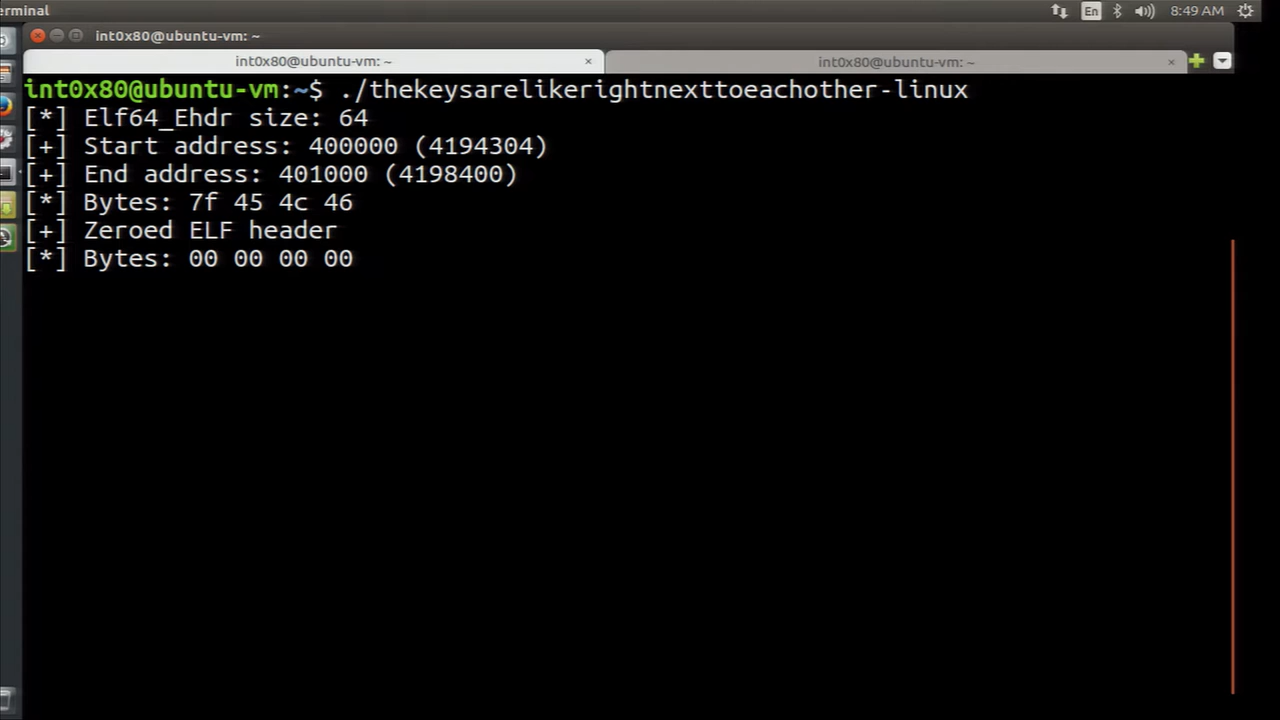 erminal
En
8:49 AM
int0x80@ubuntu-vm: ~
int0x80@ubuntu-vm: ~ ×
int0x80@ubuntu-vm: ~ ×
int0x80@ubuntu-vm:~$ ./thekeysarelikerightnexttoeachother-linux
[*] Elf64_Ehdr size: 64
[+] Start address: 400000 (4194304)
[+] End address: 401000 (4198400)
[*] Bytes: 7f 45 4c 46
[+] Zeroed ELF header
[*] Bytes: 00 00 00 00